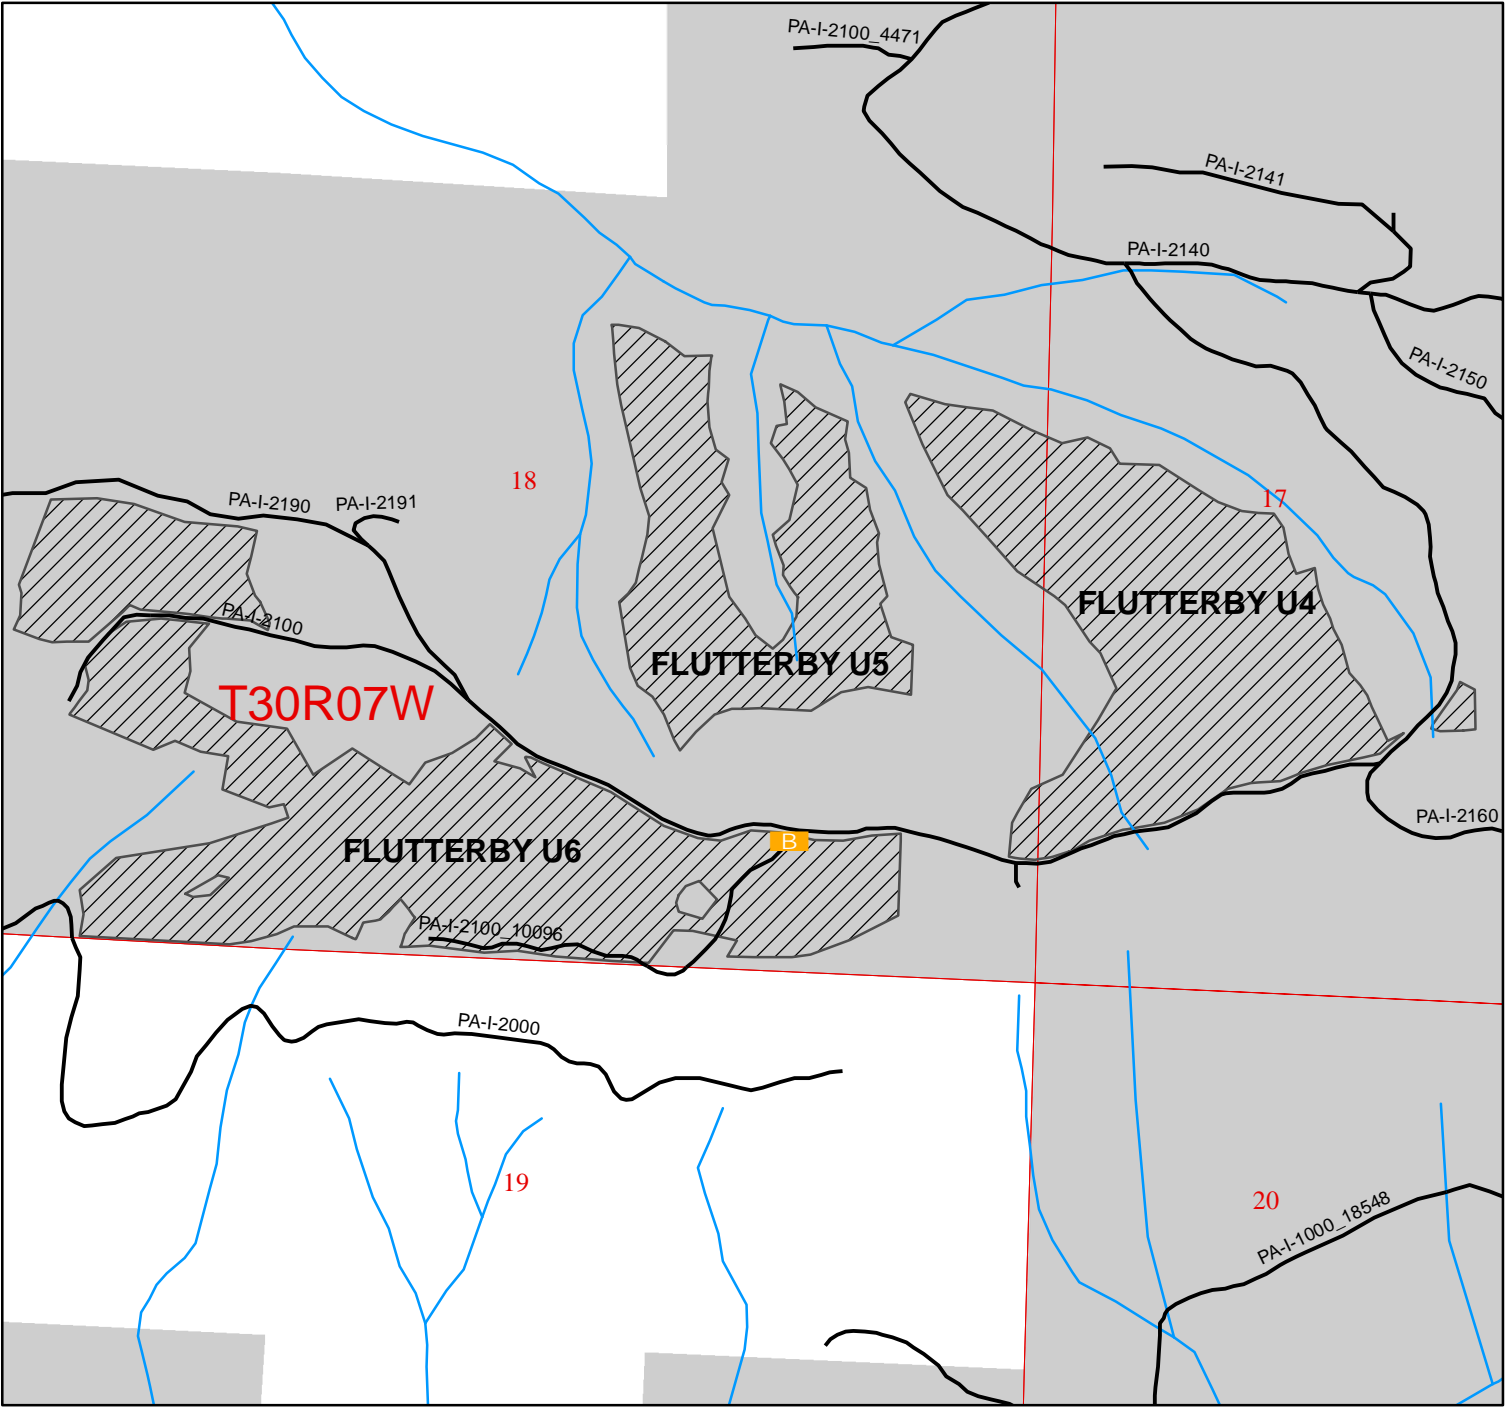 PA-I-2100_4471
PA-I-2141
PA-I-2140
PA-I-2150
18
17
PA-I-2190
PA-I-2191
PA-I-2100
FLUTTERBY U4
FLUTTERBY U5
T30R07W
PA-I-2160
B
FLUTTERBY U6
PA-I-2100_10096
PA-I-2000
19
20
PA-I-1000_18548